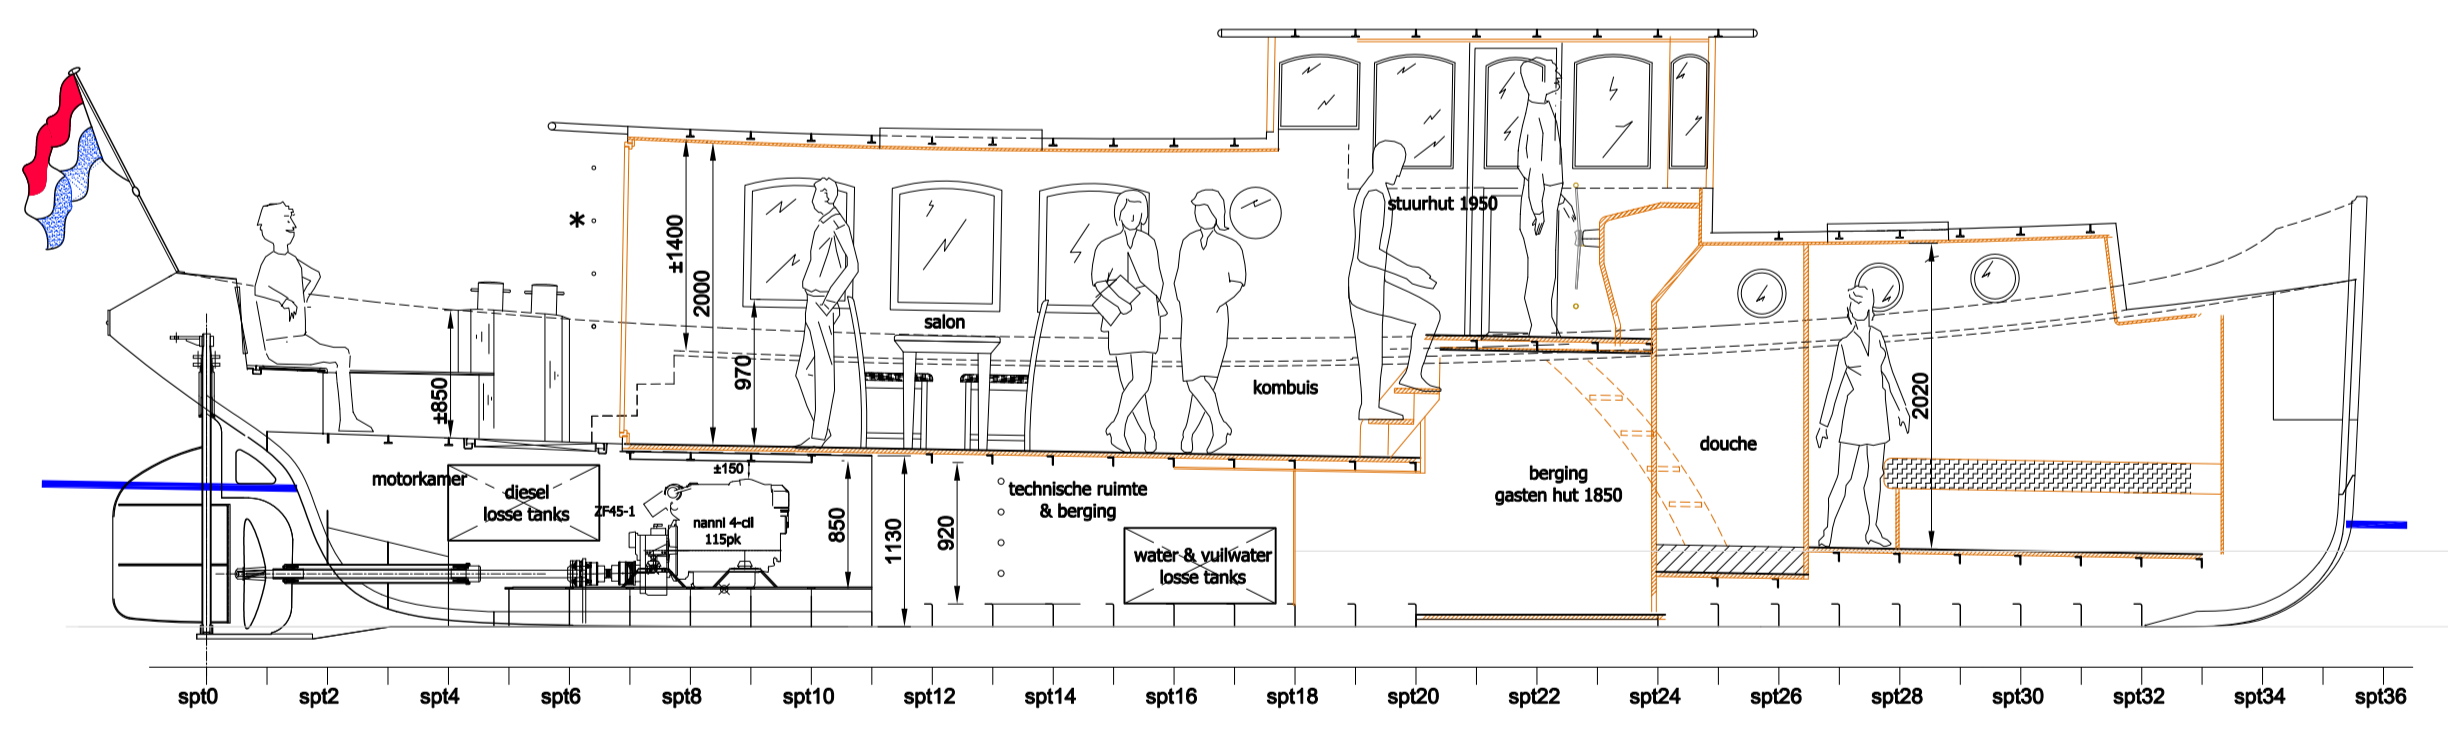 stuurhut 1950
*
±1400
2000
salon
970
kombuis
±850
2020
douche
berging
gasten hut 1850
motorkamer
diesel
losse tanks
±150
ZF45-1
nanni 4-cil
115pk
850
1130
920
technische ruimte
& berging
water & vuilwater
losse tanks
spt0 spt2 spt4 spt6 spt8 spt10 spt12 spt14 spt16 spt18 spt20 spt22 spt24 spt26 spt28 spt30 spt32 spt34 spt36